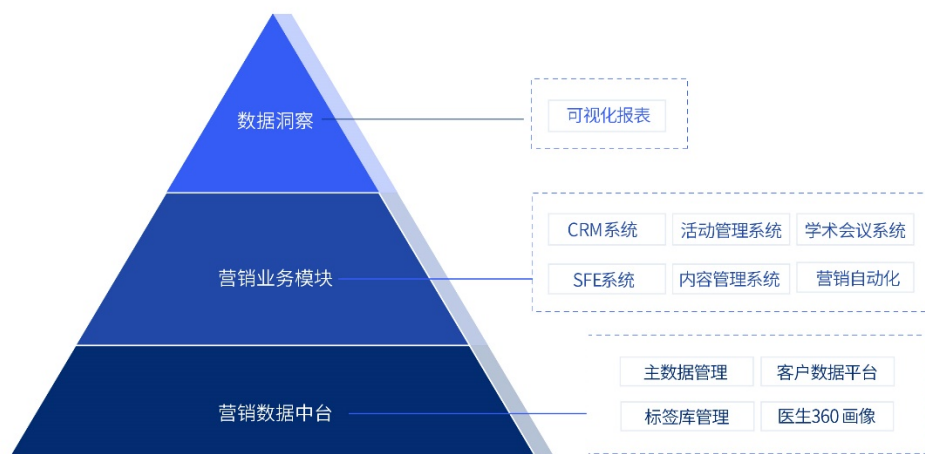 数据洞察
可视化报表
营销业务模块
CRM系统 活动管理系统 学术会议系统
SFE系统 内容管理系统 营销自动化
营销数据中台
主数据管理 客户数据平台
标签库管理 医生360画像